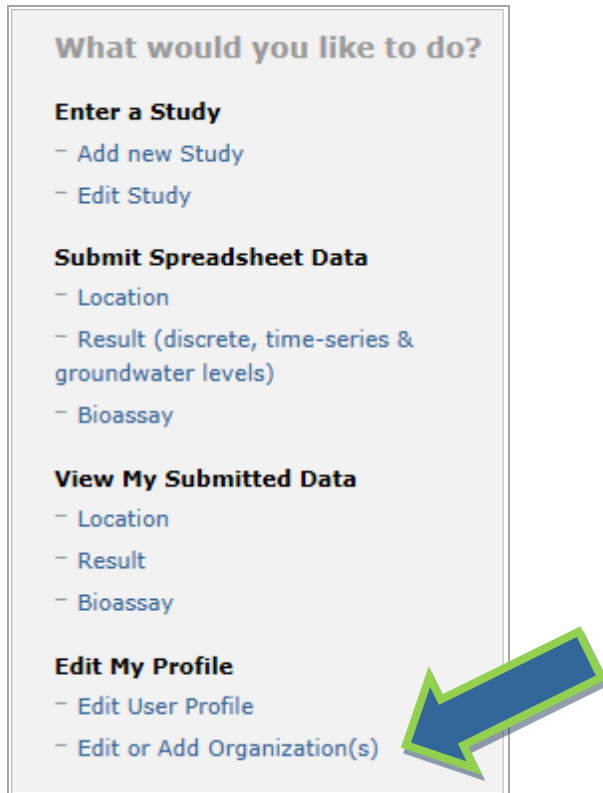 What would you like to do?
Enter a Study
– Add new Study
– Edit Study
Submit Spreadsheet Data
– Location
– Result (discrete, time-series &
groundwater levels)
– Bioassay
View My Submitted Data
– Location
– Result
– Bioassay
Edit My Profile
– Edit User Profile
– Edit or Add Organization(s)